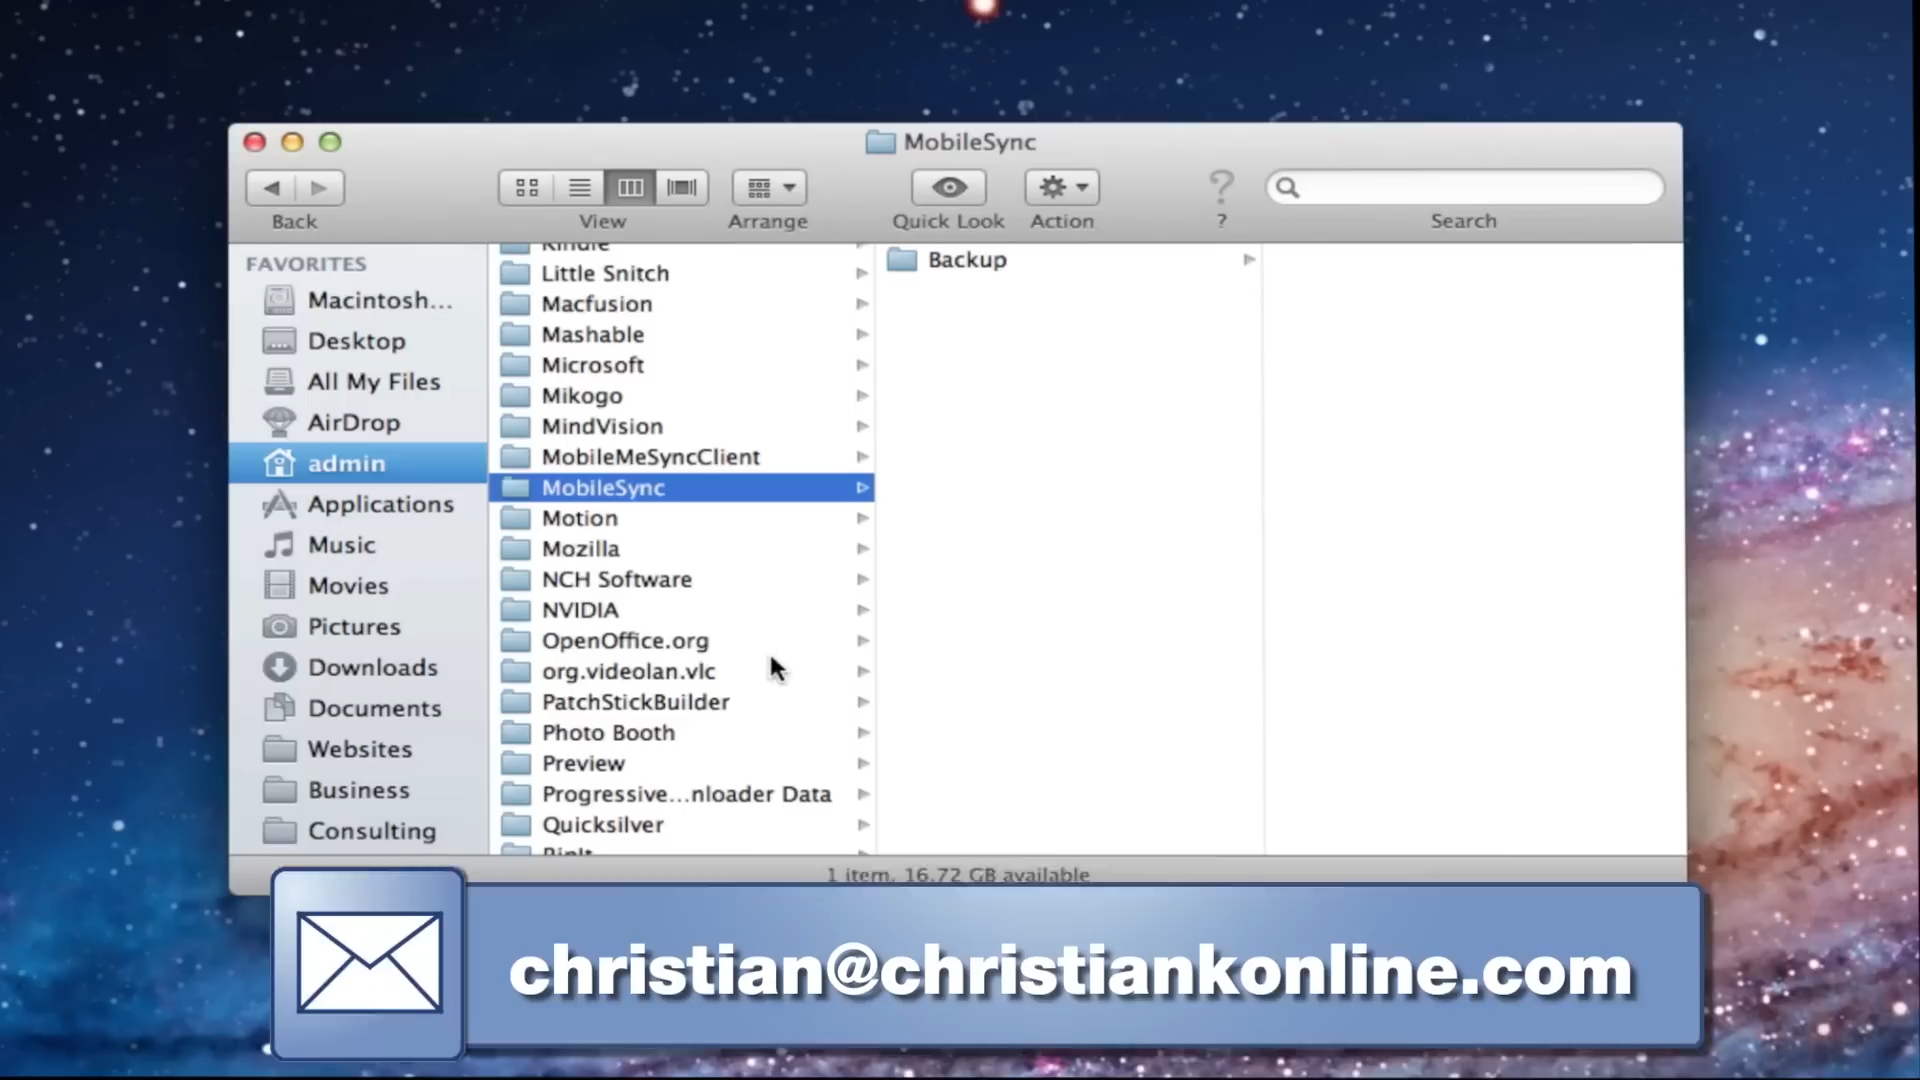 MobileSync
Back
View
Arrange
Quick Look
Action
?
Search
FAVORITES
Macintosh...
Desktop
All My Files
AirDrop
admin
Applications
Music
Movies
Pictures
Downloads
Documents
Websites
Business
Consulting
Kindle
Little Snitch
Macfusion
Mashable
Microsoft
Mikogo
MindVision
MobileMeSyncClient
MobileSync
Motion
Mozilla
NCH Software
NVIDIA
OpenOffice.org
org.videolan.vlc
PatchStickBuilder
Photo Booth
Preview
Progressive...nloader Data
Quicksilver
Backup
1 item, 16.72 GB available
christian@christiankonline.com